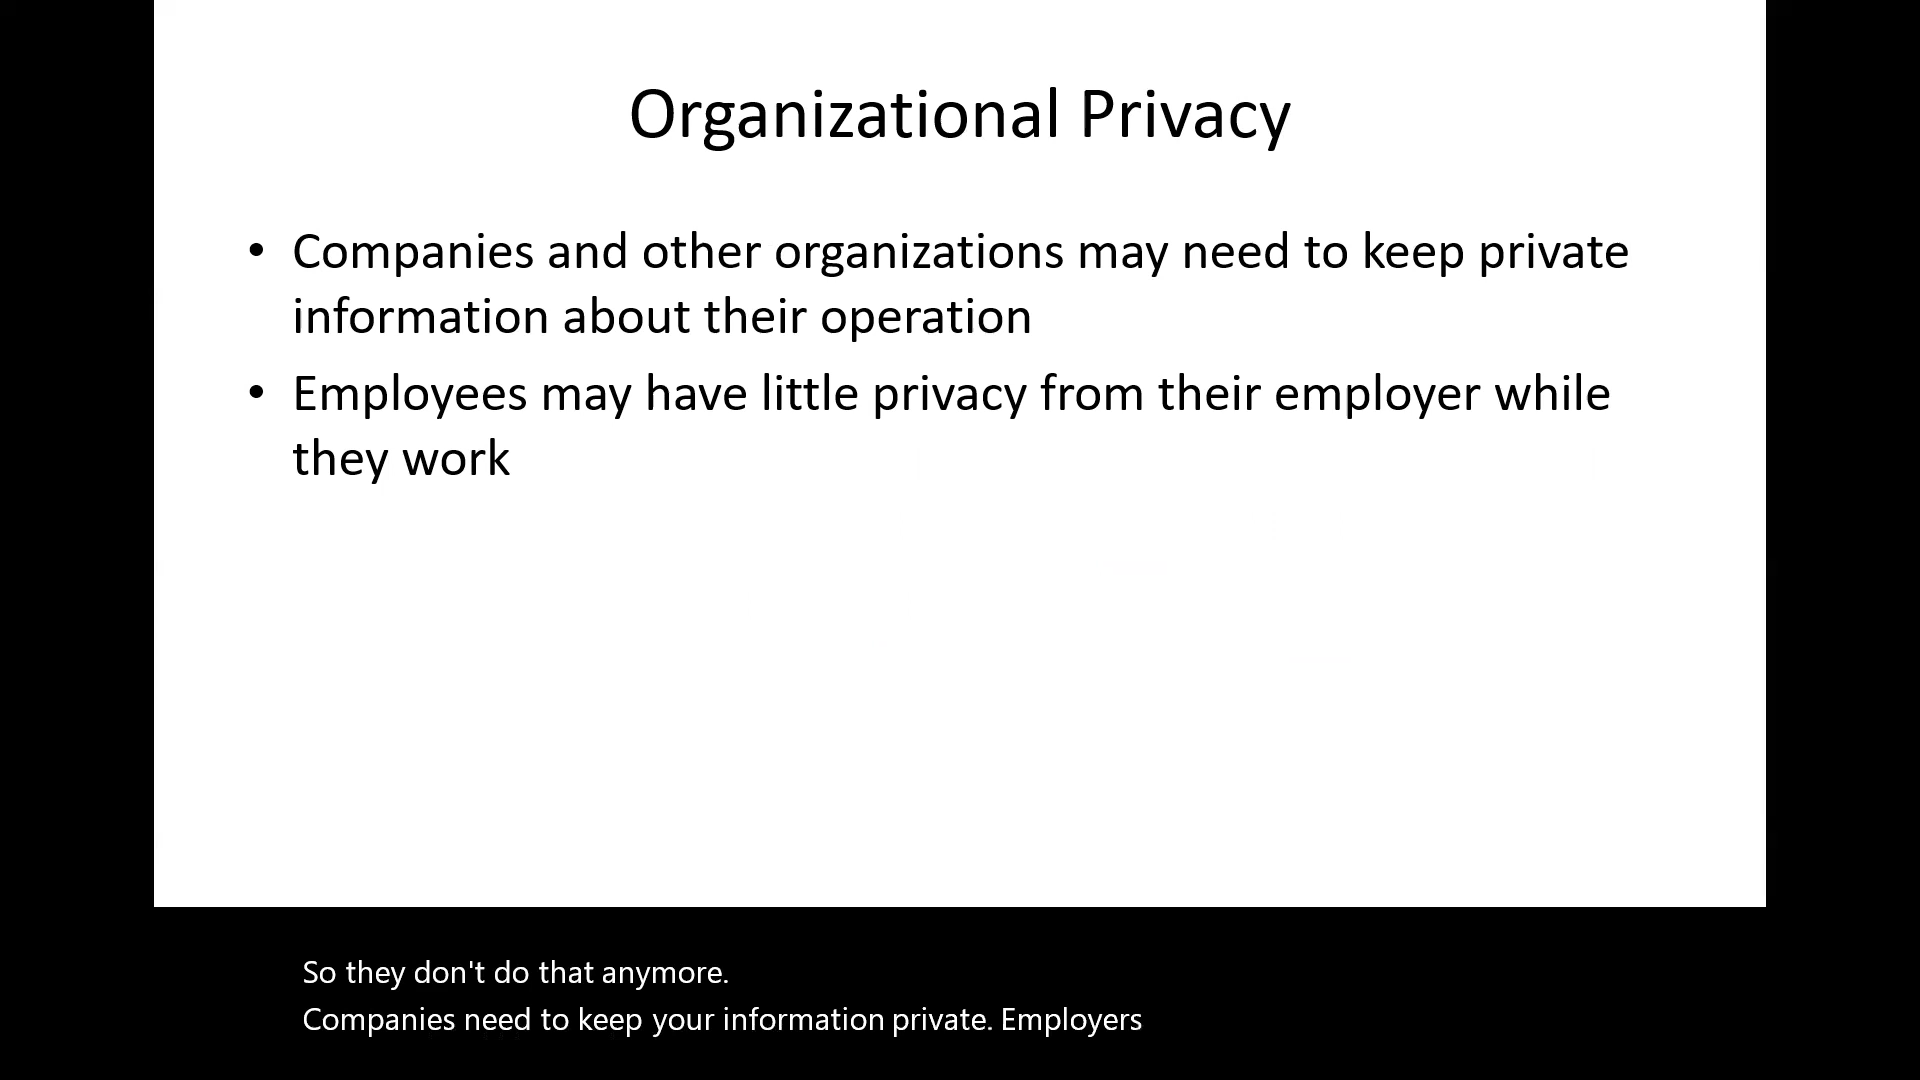 Organizational Privacy
• Companies and other organizations may need to keep private
information about their operation
• Employees may have little privacy from their employer while
they work
So they don't do that anymore.
Companies need to keep your information private. Employers